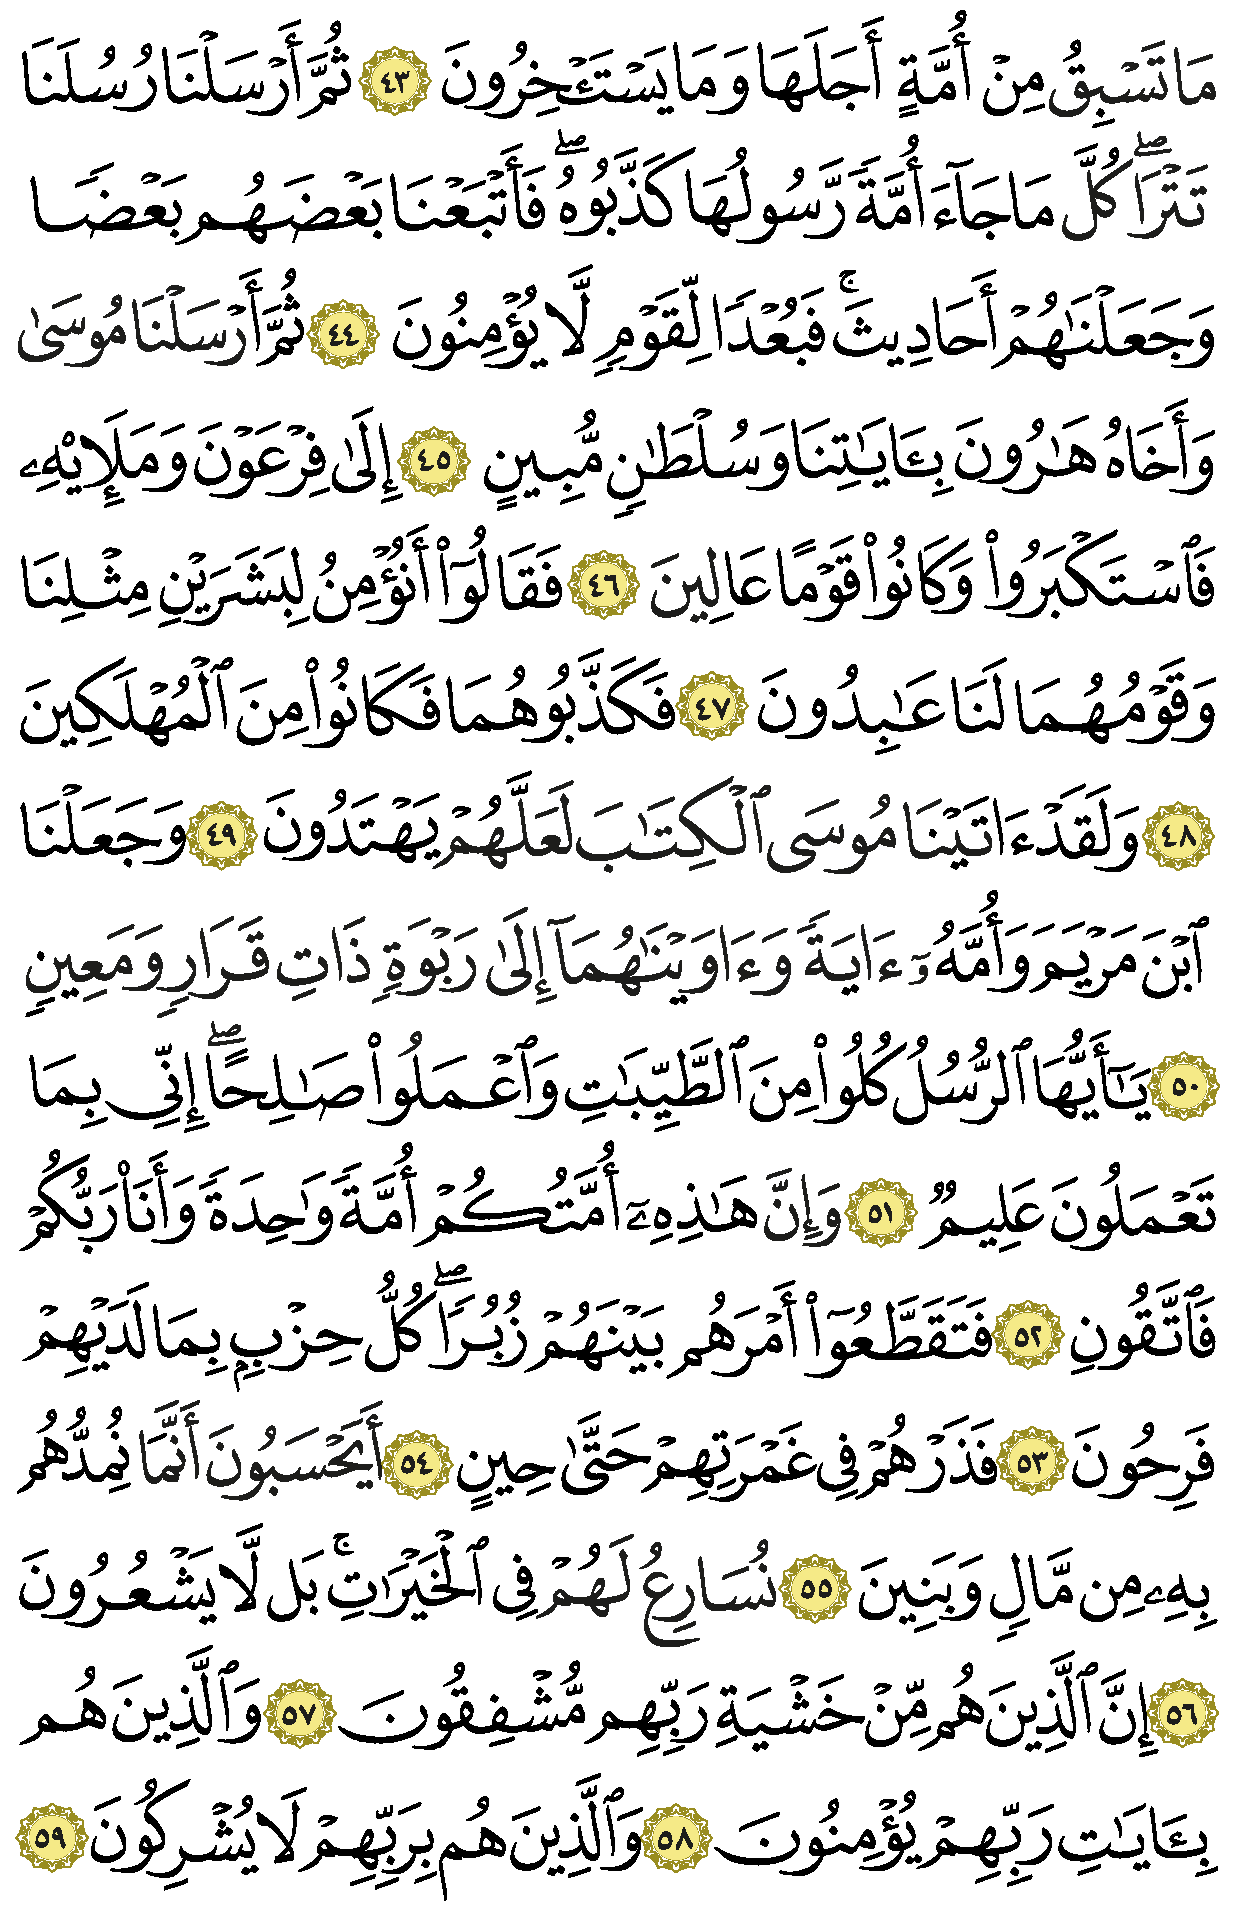 مَا تَسۡبِقُ مِنۡ أُمَّةٍ أَجَلَهَا وَمَا يَسۡتَـٔۡخِرُونَ ٤٣ ثُمَّ أَرۡسَلۡنَا رُسُلَنَا
تَتۡرَاۖ كُلَّ مَا جَآءَ أُمَّةٗ رَّسُولُهَا كَذَّبُوهُۖ فَأَتۡبَعۡنَا بَعۡضَهُم بَعۡضٗا
وَجَعَلۡنَٰهُمۡ أَحَادِيثَۚ فَبُعۡدٗا لِّقَوۡمٖ لَّا يُؤۡمِنُونَ ٤٤ ثُمَّ أَرۡسَلۡنَا مُوسَىٰ
وَأَخَاهُ هَٰرُونَ بِـَٔايَٰتِنَا وَسُلۡطَٰنٖ مُّبِينٍ ٤٥ إِلَىٰ فِرۡعَوۡنَ وَمَلَإِيْهِۦ
فَٱسۡتَكۡبَرُواْ وَكَانُواْ قَوۡمًا عَالِينَ ٤٦ فَقَالُوٓاْ أَنُؤۡمِنُ لِبَشَرَيۡنِ مِثۡلِنَا
وَقَوۡمُهُمَا لَنَا عَٰبِدُونَ ٤٧ فَكَذَّبُوهُمَا فَكَانُواْ مِنَ ٱلۡمُهۡلَكِينَ
٤٨ وَلَقَدۡ ءَاتَيۡنَا مُوسَى ٱلۡكِتَٰبَ لَعَلَّهُمۡ يَهۡتَدُونَ ٤٩ وَجَعَلۡنَا
ٱبۡنَ مَرۡيَمَ وَأُمَّهُۥٓ ءَايَةٗ وَءَاوَيۡنَٰهُمَآ إِلَىٰ رَبۡوَةٖ ذَاتِ قَرَارٖ وَمَعِينٖ
٥٠ يَٰٓأَيُّهَا ٱلرُّسُلُ كُلُواْ مِنَ ٱلطَّيِّبَٰتِ وَٱعۡمَلُواْ صَٰلِحًاۖ إِنِّي بِمَا
تَعۡمَلُونَ عَلِيمٞ ٥١ وَإِنَّ هَٰذِهِۦٓ أُمَّتُكُمۡ أُمَّةٗ وَٰحِدَةٗ وَأَنَا۠ رَبُّكُمۡ
فَٱتَّقُونِ ٥٢ فَتَقَطَّعُوٓاْ أَمۡرَهُم بَيۡنَهُمۡ زُبُرٗاۖ كُلُّ حِزۡبِۭ بِمَا لَدَيۡهِمۡ
فَرِحُونَ ٥٣ فَذَرۡهُمۡ فِي غَمۡرَتِهِمۡ حَتَّىٰ حِينٍ ٥٤ أَيَحۡسَبُونَ أَنَّمَا نُمِدُّهُم
بِهِۦ مِن مَّالٖ وَبَنِينَ ٥٥ نُسَارِعُ لَهُمۡ فِي ٱلۡخَيۡرَٰتِۚ بَل لَّا يَشۡعُرُونَ
٥٦ إِنَّ ٱلَّذِينَ هُم مِّنۡ خَشۡيَةِ رَبِّهِم مُّشۡفِقُونَ ٥٧ وَٱلَّذِينَ هُم
بِـَٔايَٰتِ رَبِّهِمۡ يُؤۡمِنُونَ ٥٨ وَٱلَّذِينَ هُم بِرَبِّهِمۡ لَا يُشۡرِكُونَ ٥٩